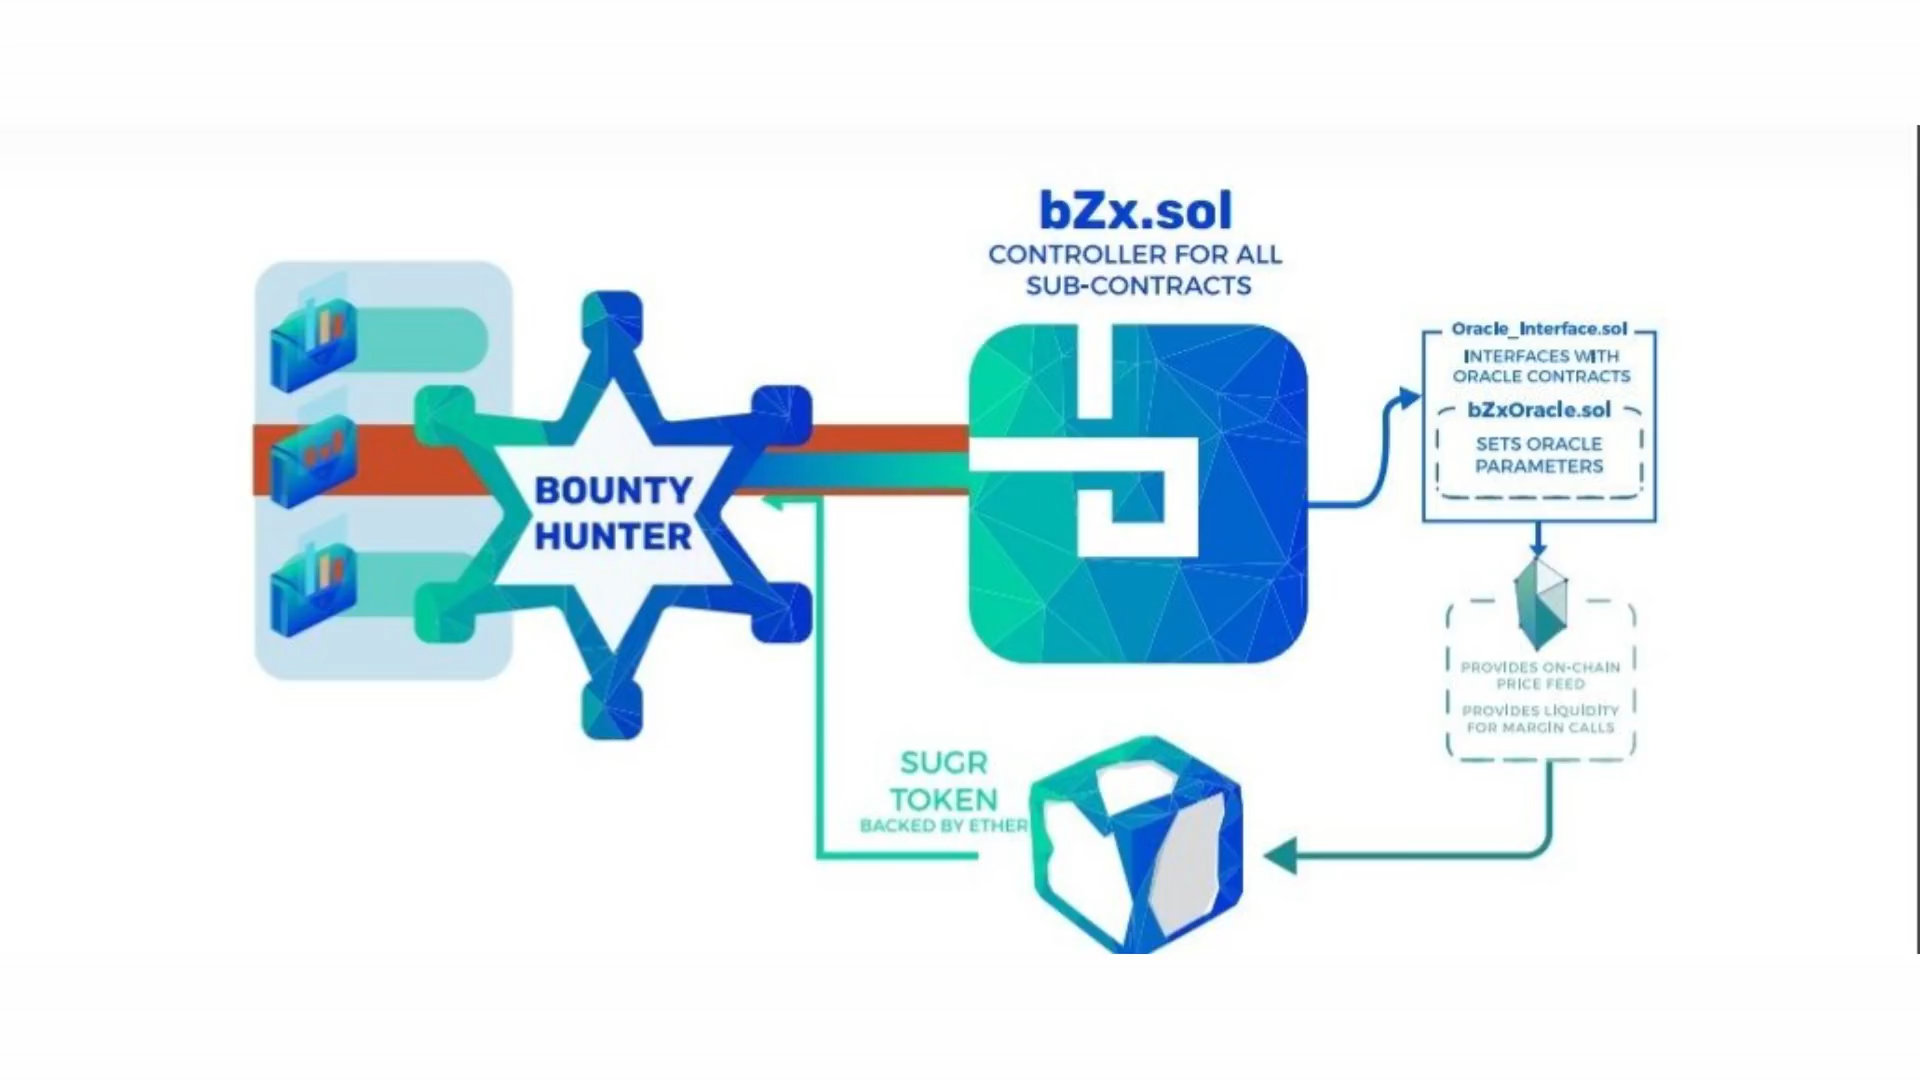 bZx.sol
CONTROLLER FOR ALL
SUB-CONTRACTS
BOUNTY
HUNTER
Oracle_Interface.sol
INTERFACES WITH
ORACLE CONTRACTS
bZxOracle.sol
SETS ORACLE
PARAMETERS
PROVIDES ON-CHAIN
PRICE FEED
PROVIDES LIQUIDITY
FOR MARGIN CALLS
SUGR
TOKEN
BACKED BY ETHER